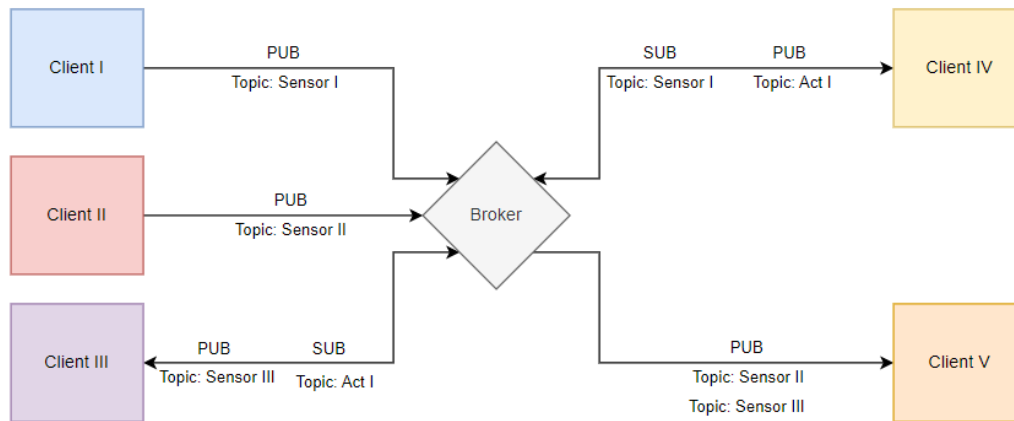 Client I
PUB
Topic: Sensor I
SUB
PUB
Topic: Sensor I
Topic: Act I
Client IV
Client II
PUB
Topic: Sensor II
Broker
Client III
PUB
SUB
Topic: Sensor III
Topic: Act I
PUB
Topic: Sensor II
Topic: Sensor III
Client V